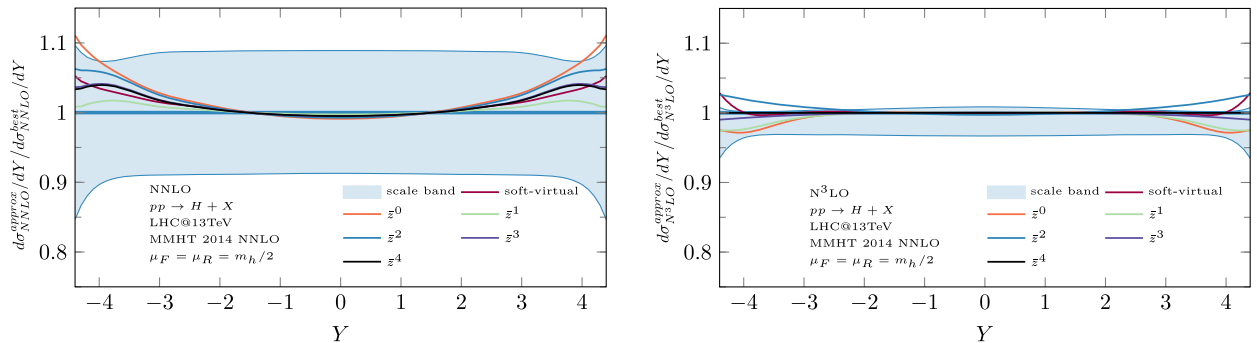 dσ^{approx}_{NNLO}/dY/dσ^{best}_{NNLO}/dY
1.1
1
0.9
0.8
NNLO
pp → H + X
LHC@13TeV
MMHT 2014 NNLO
μ_F = μ_R = m_h/2
scale band
soft-virtual
z̄^0
z̄^1
z̄^2
z̄^3
z̄^4
−4 −3 −2 −1 0 1 2 3 4
Y
dσ^{approx}_{N^3LO}/dY/dσ^{best}_{N^3LO}/dY
1.1
1
0.9
0.8
N^3LO
pp → H + X
LHC@13TeV
MMHT 2014 NNLO
μ_F = μ_R = m_h/2
scale band
soft-virtual
z̄^0
z̄^1
z̄^2
z̄^3
z̄^4
−4 −3 −2 −1 0 1 2 3 4
Y